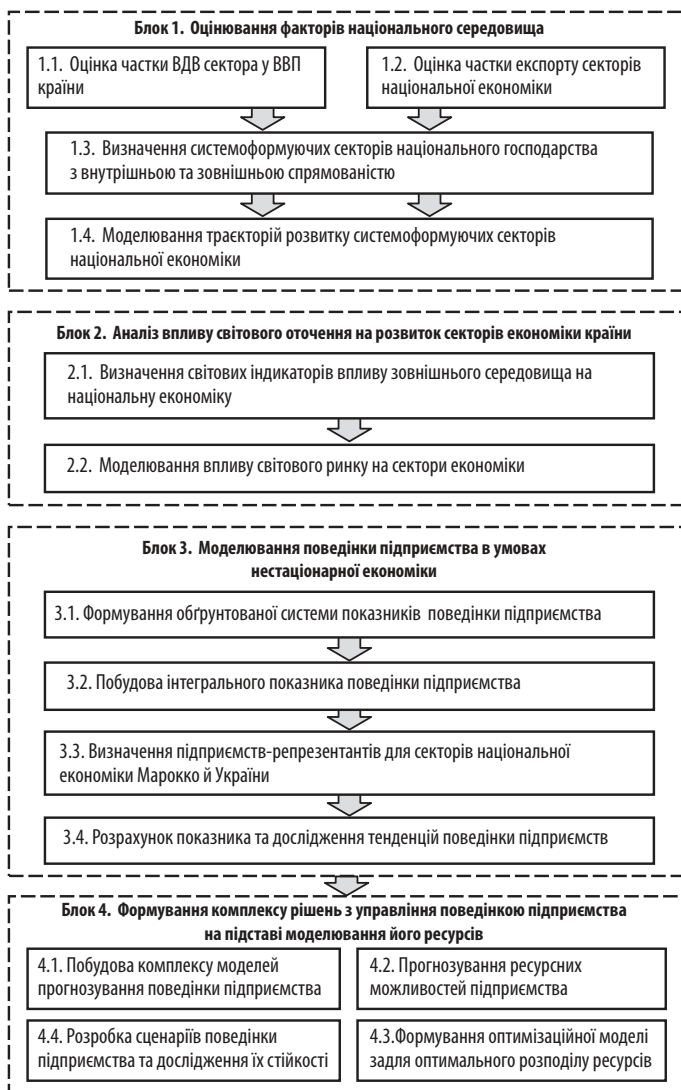 Блок 1. Оцінювання факторів національного середовища
1.1. Оцінка частки ВДВ сектора у ВВП
країни
1.2. Оцінка частки експорту секторів
національної економіки
1.3. Визначення системоформуючих секторів національного господарства
з внутрішньою та зовнішньою спрямованістю
1.4. Моделювання траєкторій розвитку системоформуючих секторів
національної економіки
Блок 2. Аналіз впливу світового оточення на розвиток секторів економіки країни
2.1. Визначення світових індикаторів впливу зовнішнього середовища на
національну економіку
2.2. Моделювання впливу світового ринку на сектори економіки
Блок 3. Моделювання поведінки підприємства в умовах
нестаціонарної економіки
3.1. Формування обґрунтованої системи показників поведінки підприємства
3.2. Побудова інтегрального показника поведінки підприємства
3.3. Визначення підприємств-репрезентантів для секторів національної
економіки Марокко й України
3.4. Розрахунок показника та дослідження тенденцій поведінки підприємств
Блок 4. Формування комплексу рішень з управління поведінкою підприємства
на підставі моделювання його ресурсів
4.1. Побудова комплексу моделей
прогнозування поведінки підприємства
4.2. Прогнозування ресурсних
можливостей підприємства
4.4. Розробка сценаріїв поведінки
підприємства та дослідження їх стійкості
4.3.Формування оптимізаційної моделі
задля оптимального розподілу ресурсів